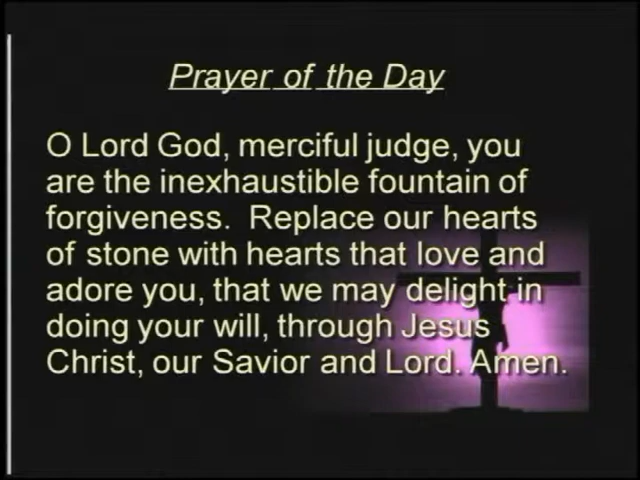 Prayer of the Day
O Lord God, merciful judge, you
are the inexhaustible fountain of
forgiveness.  Replace our hearts
of stone with hearts that love and
adore you, that we may delight in
doing your will, through Jesus
Christ, our Savior and Lord. Amen.